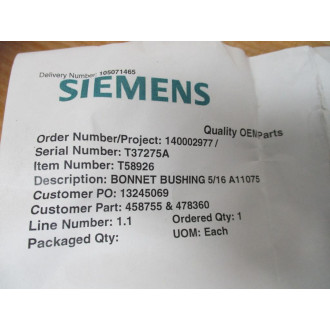 Delivery Number: 105071465
SIEMENS
Quality OEM Parts
Order Number/Project: 140002977 /
Serial Number: T37275A
Item Number: T58926
Description: BONNET BUSHING 5/16 A11075
Customer PO: 13245069
Customer Part: 458755 & 478360
Line Number: 1.1 Ordered Qty: 1
Packaged Qty: UOM: Each